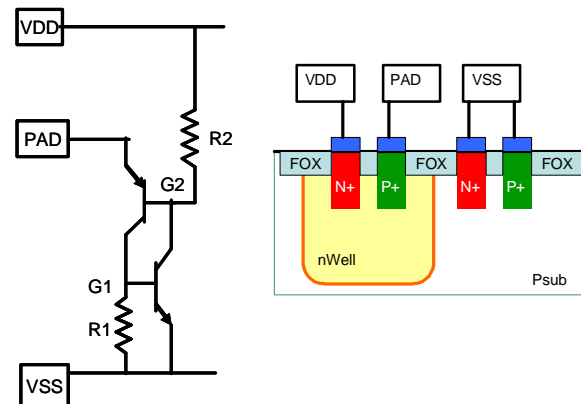 VDD
R2
PAD
G2
G1
R1
VSS
VDD PAD VSS
FOX N+ P+ FOX N+ P+ FOX
nWell
Psub